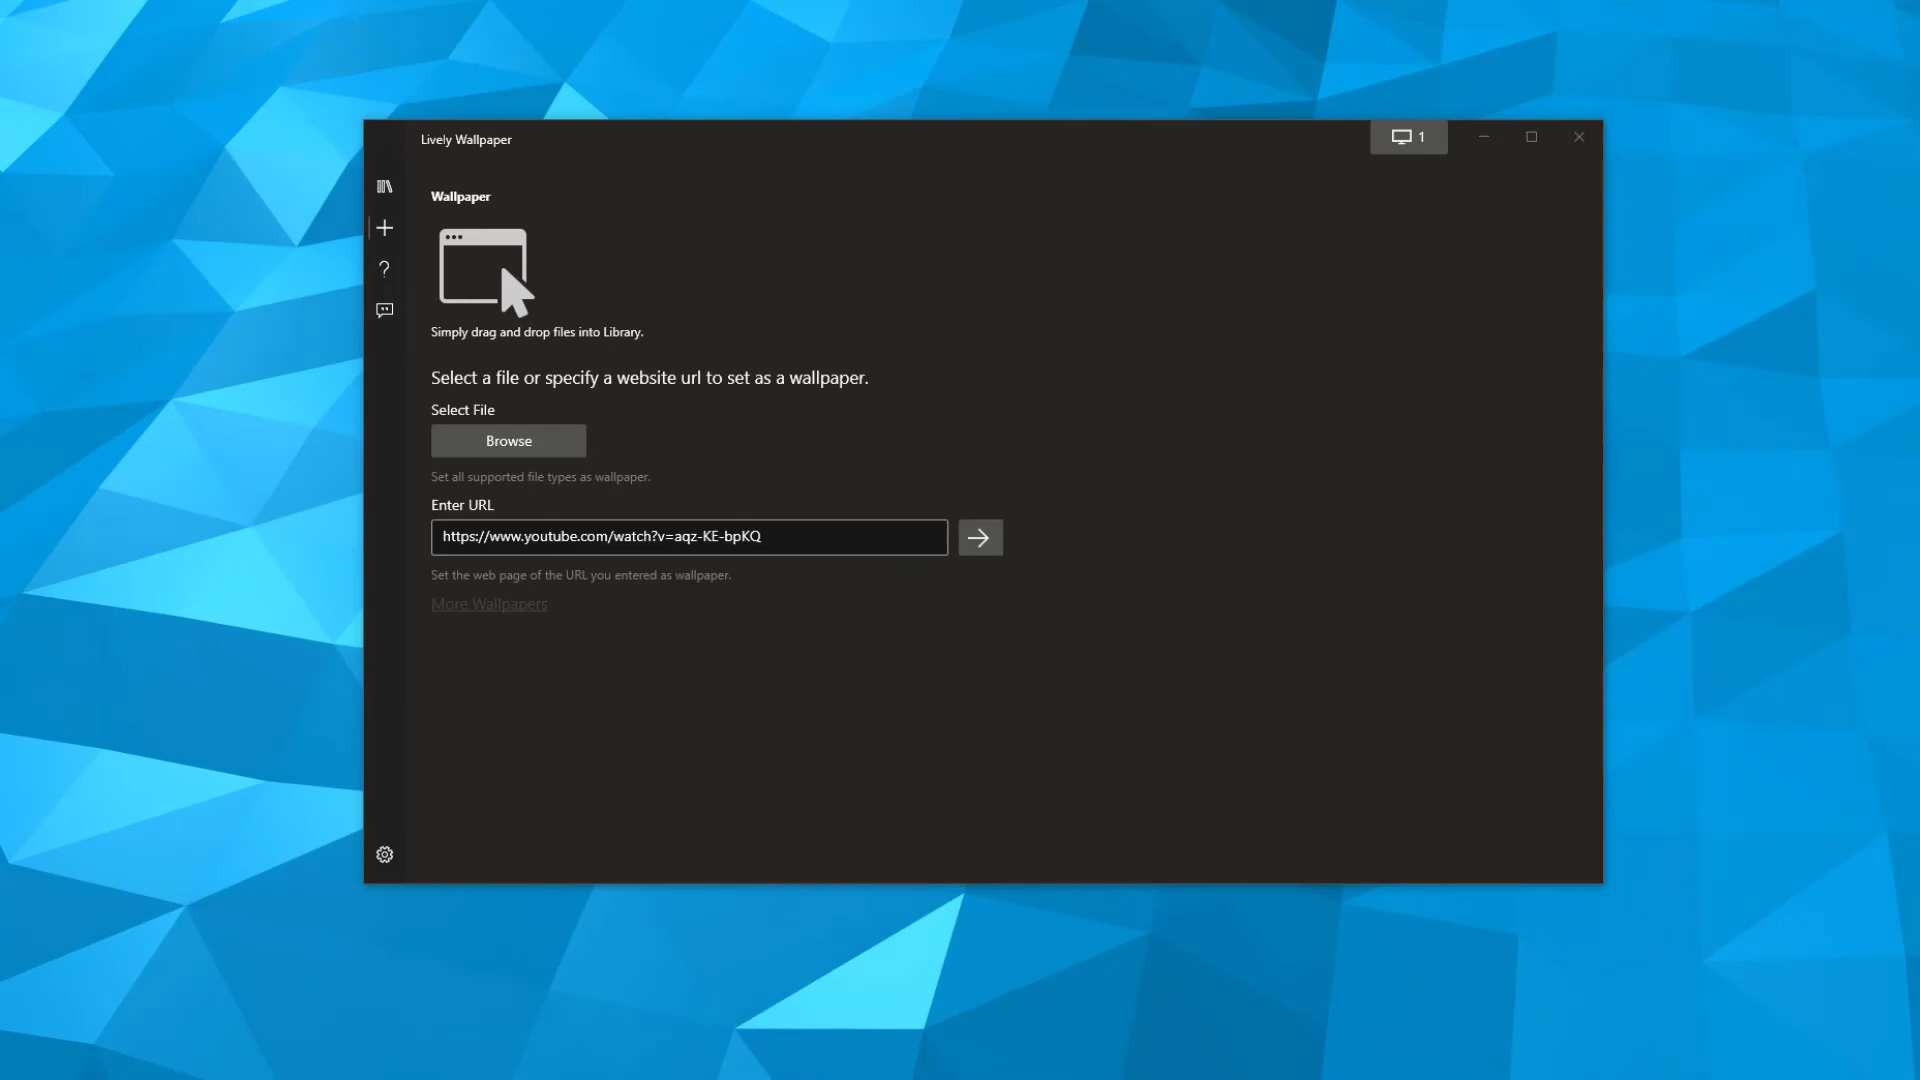 Lively Wallpaper
1
Wallpaper
Simply drag and drop files into Library.
Select a file or specify a website url to set as a wallpaper.
Select File
Browse
Set all supported file types as wallpaper.
Enter URL
https://www.youtube.com/watch?v=aqz-KE-bpKQ
Set the web page of the URL you entered as wallpaper.
More Wallpapers